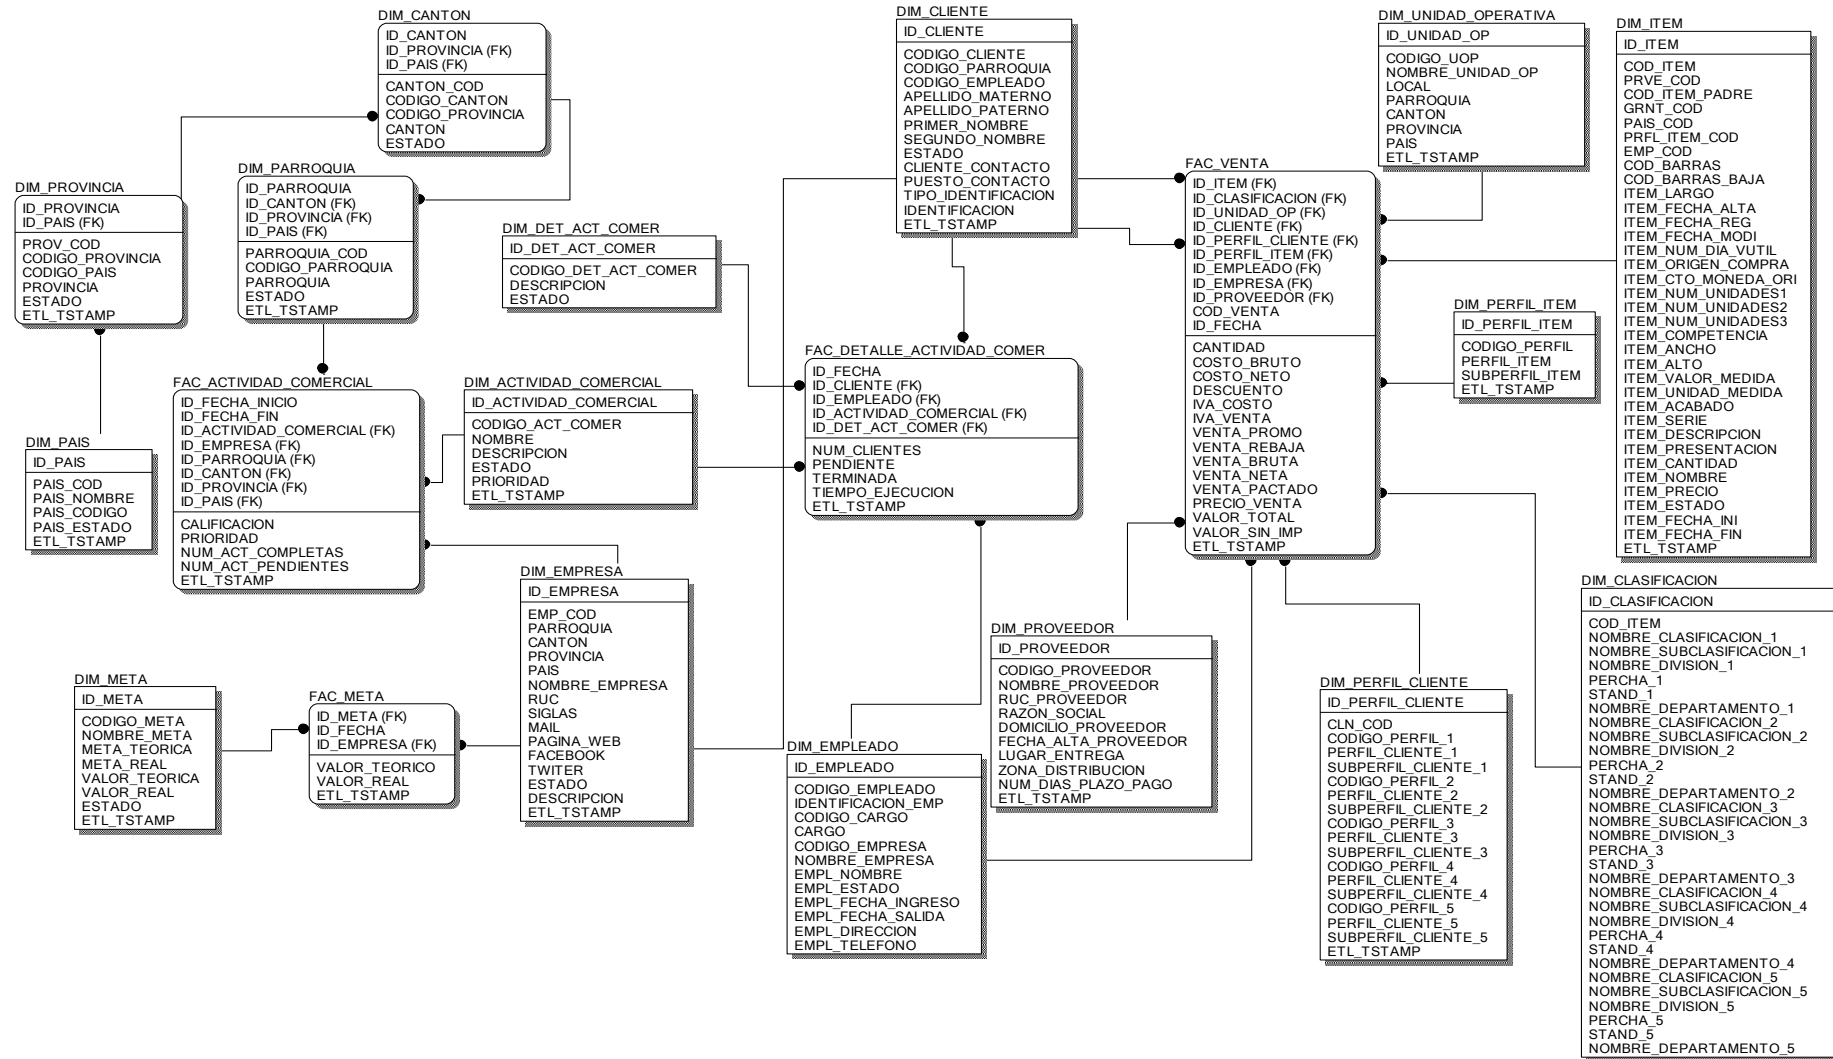 DIM_CANTON
ID_CANTON
ID_PROVINCIA (FK)
ID_PAIS (FK)
CANTON_COD
CODIGO_CANTON
CODIGO_PROVINCIA
CANTON
ESTADO
DIM_CLIENTE
ID_CLIENTE
CODIGO_CLIENTE
CODIGO_PARROQUIA
CODIGO_EMPLEADO
APELLIDO_MATERNO
APELLIDO_PATERNO
PRIMER_NOMBRE
SEGUNDO_NOMBRE
ESTADO
CLIENTE_CONTACTO
PUESTO_CONTACTO
TIPO_IDENTIFICACION
IDENTIFICACION
ETL_TSTAMP
DIM_UNIDAD_OPERATIVA
ID_UNIDAD_OP
CODIGO_UOP
NOMBRE_UNIDAD_OP
LOCAL
PARROQUIA
CANTON
PROVINCIA
PAIS
ETL_TSTAMP
DIM_ITEM
ID_ITEM
COD_ITEM
PRVE_COD
COD_ITEM_PADRE
GRNT_COD
PAIS_COD
PRFL_ITEM_COD
EMP_COD
COD_BARRAS
COD_BARRAS_BAJA
ITEM_LARGO
ITEM_FECHA_ALTA
ITEM_FECHA_REG
ITEM_FECHA_MODI
ITEM_NUM_DIA_VUTIL
ITEM_ORIGEN_COMPRA
ITEM_CTO_MONEDA_ORI
ITEM_NUM_UNIDADES1
ITEM_NUM_UNIDADES2
ITEM_NUM_UNIDADES3
ITEM_COMPETENCIA
ITEM_ANCHO
ITEM_ALTO
ITEM_VALOR_MEDIDA
ITEM_UNIDAD_MEDIDA
ITEM_ACABADO
ITEM_SERIE
ITEM_DESCRIPCION
ITEM_PRESENTACION
ITEM_CANTIDAD
ITEM_NOMBRE
ITEM_PRECIO
ITEM_ESTADO
ITEM_FECHA_INI
ITEM_FECHA_FIN
ETL_TSTAMP
DIM_PROVINCIA
ID_PROVINCIA
ID_PAIS (FK)
PROV_COD
CODIGO_PROVINCIA
CODIGO_PAIS
PROVINCIA
ESTADO
ETL_TSTAMP
DIM_PARROQUIA
ID_PARROQUIA
ID_CANTON (FK)
ID_PROVINCIA (FK)
ID_PAIS (FK)
PARROQUIA_COD
CODIGO_PARROQUIA
PARROQUIA
ESTADO
ETL_TSTAMP
DIM_DET_ACT_COMER
ID_DET_ACT_COMER
CODIGO_DET_ACT_COMER
DESCRIPCION
ESTADO
FAC_VENTA
ID_ITEM (FK)
ID_CLASIFICACION (FK)
ID_UNIDAD_OP (FK)
ID_CLIENTE (FK)
ID_PERFIL_CLIENTE (FK)
ID_PERFIL_ITEM (FK)
ID_EMPLEADO (FK)
ID_EMPRESA (FK)
ID_PROVEEDOR (FK)
COD_VENTA
ID_FECHA
CANTIDAD
COSTO_BRUTO
COSTO_NETO
DESCUENTO
IVA_COSTO
IVA_VENTA
VENTA_PROMO
VENTA_REBAJA
VENTA_BRUTA
VENTA_NETA
VENTA_PACTADO
PRECIO_VENTA
VALOR_TOTAL
VALOR_SIN_IMP
ETL_TSTAMP
DIM_PERFIL_ITEM
ID_PERFIL_ITEM
CODIGO_PERFIL
PERFIL_ITEM
SUBPERFIL_ITEM
ETL_TSTAMP
FAC_DETALLE_ACTIVIDAD_COMER
ID_FECHA
ID_CLIENTE (FK)
ID_EMPLEADO (FK)
ID_ACTIVIDAD_COMERCIAL (FK)
ID_DET_ACT_COMER (FK)
NUM_CLIENTES
PENDIENTE
TERMINADA
TIEMPO_EJECUCION
ETL_TSTAMP
FAC_ACTIVIDAD_COMERCIAL
ID_FECHA_INICIO
ID_FECHA_FIN
ID_ACTIVIDAD_COMERCIAL (FK)
ID_EMPRESA (FK)
ID_PARROQUIA (FK)
ID_CANTON (FK)
ID_PROVINCIA (FK)
ID_PAIS (FK)
CALIFICACION
PRIORIDAD
NUM_ACT_COMPLETAS
NUM_ACT_PENDIENTES
ETL_TSTAMP
DIM_ACTIVIDAD_COMERCIAL
ID_ACTIVIDAD_COMERCIAL
CODIGO_ACT_COMER
NOMBRE
DESCRIPCION
ESTADO
PRIORIDAD
ETL_TSTAMP
DIM_PAIS
ID_PAIS
PAIS_COD
PAIS_NOMBRE
PAIS_CODIGO
PAIS_ESTADO
ETL_TSTAMP
DIM_EMPRESA
ID_EMPRESA
EMP_COD
PARROQUIA
CANTON
PROVINCIA
PAIS
NOMBRE_EMPRESA
RUC
SIGLAS
MAIL
PAGINA_WEB
FACEBOOK
TWITER
ESTADO
DESCRIPCION
ETL_TSTAMP
DIM_CLASIFICACION
ID_CLASIFICACION
COD_ITEM
NOMBRE_CLASIFICACION_1
NOMBRE_SUBCLASIFICACION_1
NOMBRE_DIVISION_1
PERCHA_1
STAND_1
NOMBRE_DEPARTAMENTO_1
NOMBRE_CLASIFICACION_2
NOMBRE_SUBCLASIFICACION_2
NOMBRE_DIVISION_2
PERCHA_2
STAND_2
NOMBRE_DEPARTAMENTO_2
NOMBRE_CLASIFICACION_3
NOMBRE_SUBCLASIFICACION_3
NOMBRE_DIVISION_3
PERCHA_3
STAND_3
NOMBRE_DEPARTAMENTO_3
NOMBRE_CLASIFICACION_4
NOMBRE_SUBCLASIFICACION_4
NOMBRE_DIVISION_4
PERCHA_4
STAND_4
NOMBRE_DEPARTAMENTO_4
NOMBRE_CLASIFICACION_5
NOMBRE_SUBCLASIFICACION_5
NOMBRE_DIVISION_5
PERCHA_5
STAND_5
NOMBRE_DEPARTAMENTO_5
DIM_PROVEEDOR
ID_PROVEEDOR
CODIGO_PROVEEDOR
NOMBRE_PROVEEDOR
RUC_PROVEEDOR
RAZON_SOCIAL
DOMICILIO_PROVEEDOR
FECHA_ALTA_PROVEEDOR
LUGAR_ENTREGA
ZONA_DISTRIBUCION
NUM_DIAS_PLAZO_PAGO
ETL_TSTAMP
DIM_META
ID_META
CODIGO_META
NOMBRE_META
META_TEORICA
META_REAL
VALOR_TEORICA
VALOR_REAL
ESTADO
ETL_TSTAMP
FAC_META
ID_META (FK)
ID_FECHA
ID_EMPRESA (FK)
VALOR_TEORICO
VALOR_REAL
ETL_TSTAMP
DIM_PERFIL_CLIENTE
ID_PERFIL_CLIENTE
CLN_COD
CODIGO_PERFIL_1
PERFIL_CLIENTE_1
SUBPERFIL_CLIENTE_1
CODIGO_PERFIL_2
PERFIL_CLIENTE_2
SUBPERFIL_CLIENTE_2
CODIGO_PERFIL_3
PERFIL_CLIENTE_3
SUBPERFIL_CLIENTE_3
CODIGO_PERFIL_4
PERFIL_CLIENTE_4
SUBPERFIL_CLIENTE_4
CODIGO_PERFIL_5
PERFIL_CLIENTE_5
SUBPERFIL_CLIENTE_5
ETL_TSTAMP
DIM_EMPLEADO
ID_EMPLEADO
CODIGO_EMPLEADO
IDENTIFICACION_EMP
CODIGO_CARGO
CARGO
CODIGO_EMPRESA
NOMBRE_EMPRESA
EMPL_NOMBRE
EMPL_ESTADO
EMPL_FECHA_INGRESO
EMPL_FECHA_SALIDA
EMPL_DIRECCION
EMPL_TELEFONO